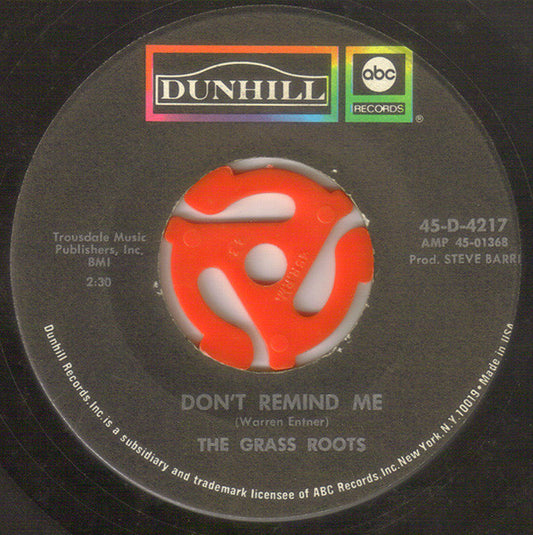 DUNHILL
abc
RECORDS
®
Trousdale Music
Publishers, Inc.
BMI
2:30
45-D-4217
AMP 45-01368
Prod. STEVE BARRI
45 R.P.M.
DON'T REMIND ME
(Warren Entner)
THE GRASS ROOTS
Dunhill Records, Inc. is a subsidiary and trademark licensee of ABC Records, Inc. New York, N.Y. 10019 • Made in USA